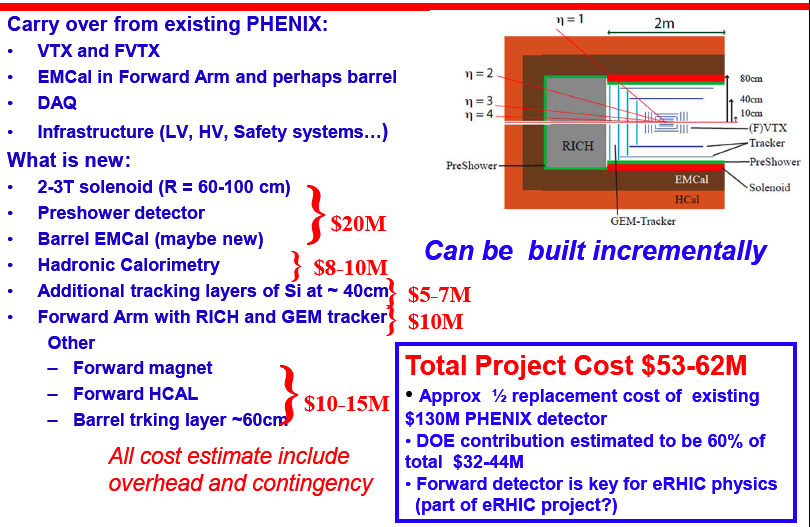 Carry over from existing PHENIX:
• VTX and FVTX
• EMCal in Forward Arm and perhaps barrel
• DAQ
• Infrastructure (LV, HV, Safety systems…)
What is new:
• 2-3T solenoid (R = 60-100 cm)
• Preshower detector
• Barrel EMCal (maybe new)
} $20M
• Hadronic Calorimetry
} $8-10M
• Additional tracking layers of Si at ~ 40cm
} $5-7M
• Forward Arm with RICH and GEM tracker
} $10M
Other
– Forward magnet
– Forward HCAL
– Barrel trking layer ~60cm
} $10-15M
All cost estimate include
overhead and contingency
η = 1
2m
η = 2
η = 3
η = 4
80cm
40cm
10cm
(F)VTX
Tracker
RICH
PreShower
PreShower
EMCal
Solenoid
HCal
GEM-Tracker
Can be built incrementally
Total Project Cost $53-62M
• Approx ½ replacement cost of existing
$130M PHENIX detector
• DOE contribution estimated to be 60% of
total $32-44M
• Forward detector is key for eRHIC physics
(part of eRHIC project?)